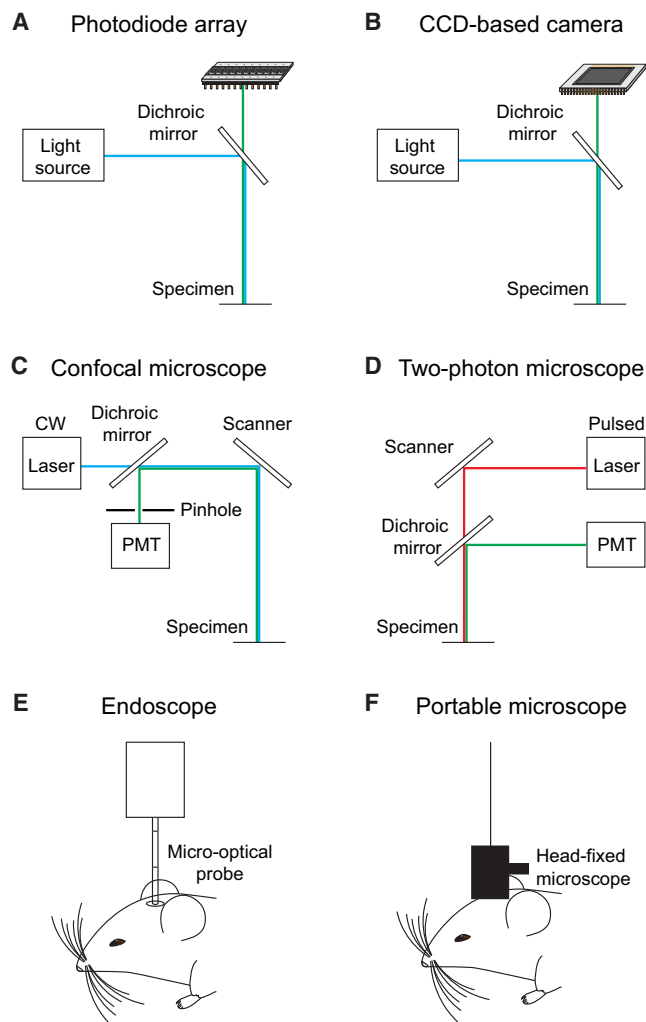 A Photodiode array
Dichroic
mirror
Light
source
Specimen
B CCD-based camera
Dichroic
mirror
Light
source
Specimen
C Confocal microscope
CW
Laser
Dichroic
mirror
Scanner
Pinhole
PMT
Specimen
D Two-photon microscope
Pulsed
Laser
Scanner
Dichroic
mirror
PMT
Specimen
E Endoscope
Micro-optical
probe
F Portable microscope
Head-fixed
microscope